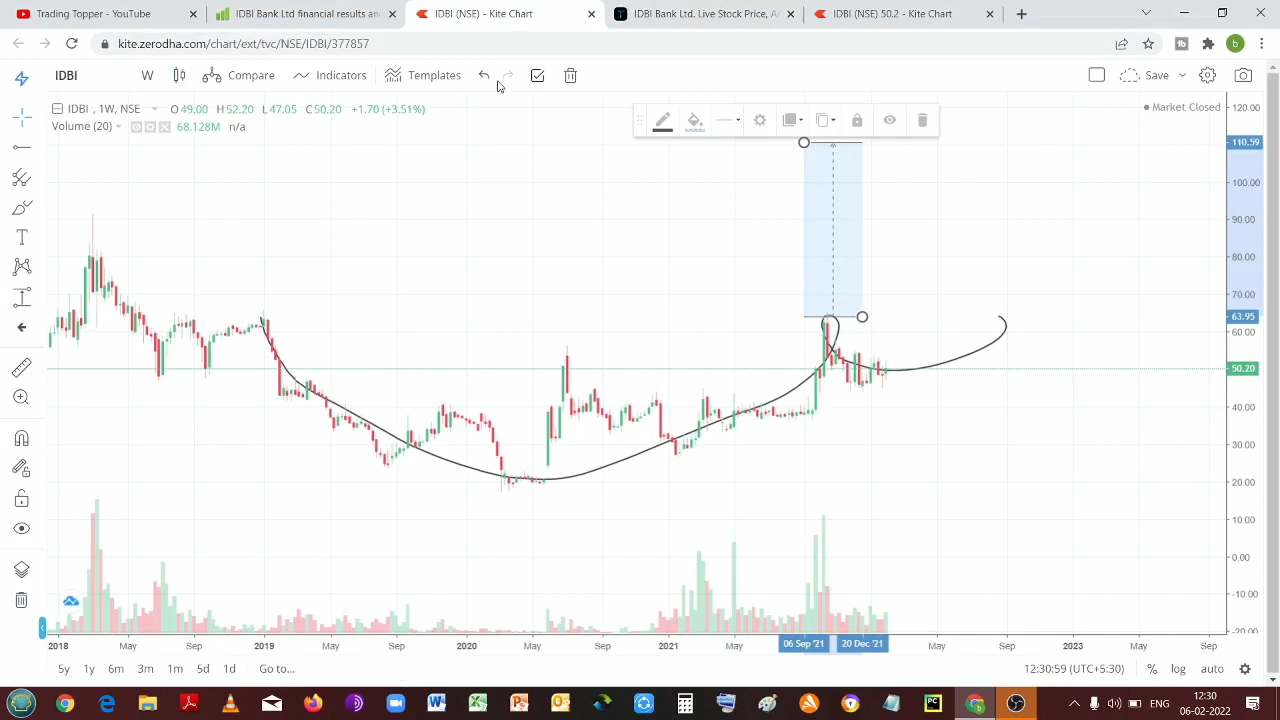 Trading Topper - YouTube
IDBI Bank Ltd financial results an
IDBI (NSE) - Kite Chart
IDBI Bank Ltd. Live Stock Price, An
IDBI (NSE) 31.2 - Kite Chart
kite.zerodha.com/chart/ext/tvc/NSE/IDBI/377857
b
IDBI
W
Compare
Indicators
Templates
Save
IDBI , 1W, NSE O 49.00 H 52.20 L 47.05 C 50.20 +1.70 (+3.51%)
Market Closed
Volume (20) 68.128M n/a
120.00
110.59
100.00
90.00
80.00
70.00
63.95
60.00
50.20
40.00
30.00
20.00
10.00
0.00
-10.00
-20.00
2018 May Sep 2019 May Sep 2020 May Sep 2021 May 06 Sep '21 20 Dec '21 May Sep 2023 May Sep
5y 1y 6m 3m 1m 5d 1d Go to... 12:30:59 (UTC+5:30) % log auto
ENG
12:30
06-02-2022